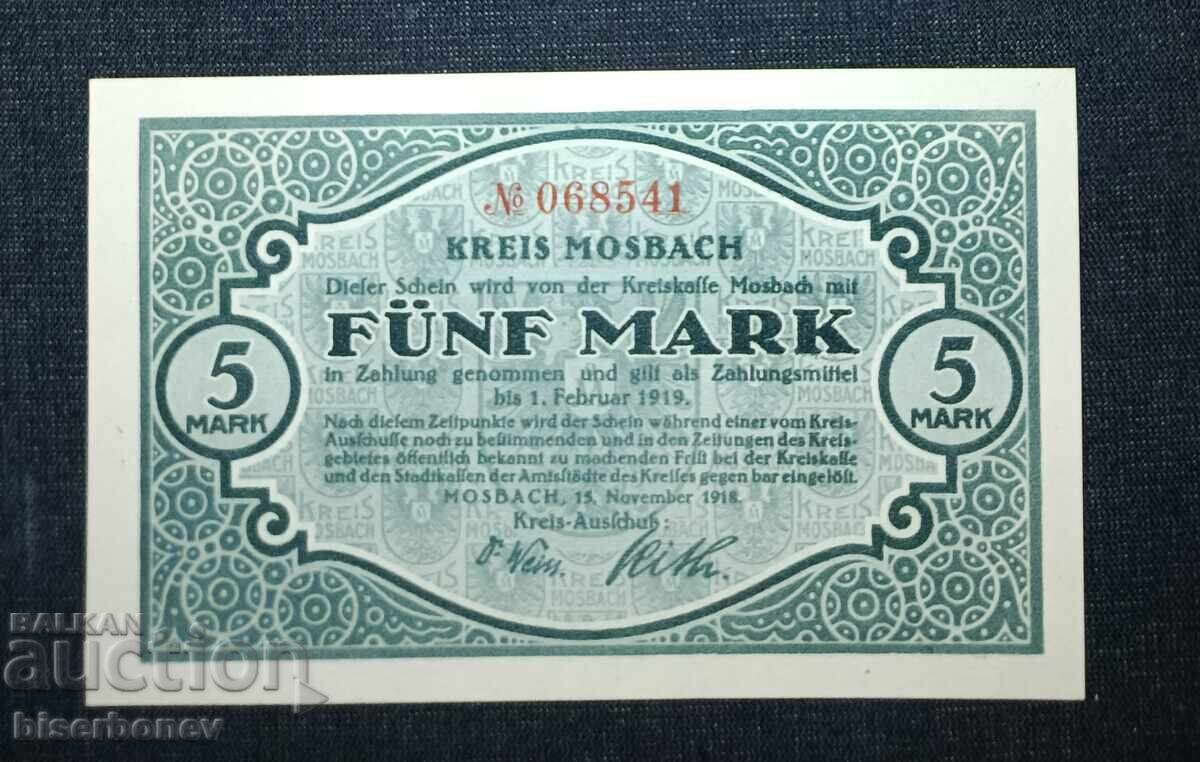 № 068541
KREIS MOSBACH
Dieser Schein wird von der Kreiskasse Mosbach mit
FÜNF MARK
in Zahlung genommen und gilt als Zahlungsmittel
bis 1. Februar 1919.
Nach diesem Zeitpunkte wird der Schein während einer vom Kreis-
Ausschusse noch zu bestimmenden und in den Zeitungen des Kreis-
gebietes öffentlich bekannt zu machenden Frist bei der Kreiskasse
und den Stadtkassen der Amtsstädte des Kreises gegen bar eingelöst.
MOSBACH, 15. November 1918.
Kreis-Ausschuß:
5
MARK
5
MARK
KREIS
MOSBACH
BALKAN
auction
biserbonev